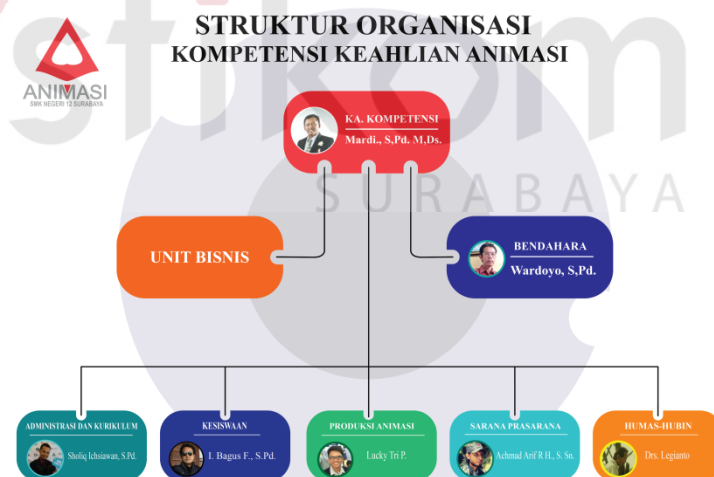 STRUKTUR ORGANISASI
KOMPETENSI KEAHLIAN ANIMASI
ANIMASI
SMK NEGERI 12 SURABAYA
stikom
SURABAYA
KA. KOMPETENSI
Mardi., S,Pd. M,Ds.
UNIT BISNIS
BENDAHARA
Wardoyo, S,Pd.
ADMINISTRASI DAN KURIKULUM
Sholiq Ichsiawan, S.Pd.
KESISWAAN
I. Bagus F., S.Pd.
PRODUKSI ANIMASI
Lucky Tri P.
SARANA PRASARANA
Achmad Arif R H., S. Sn.
HUMAS-HUBIN
Drs. Legianto